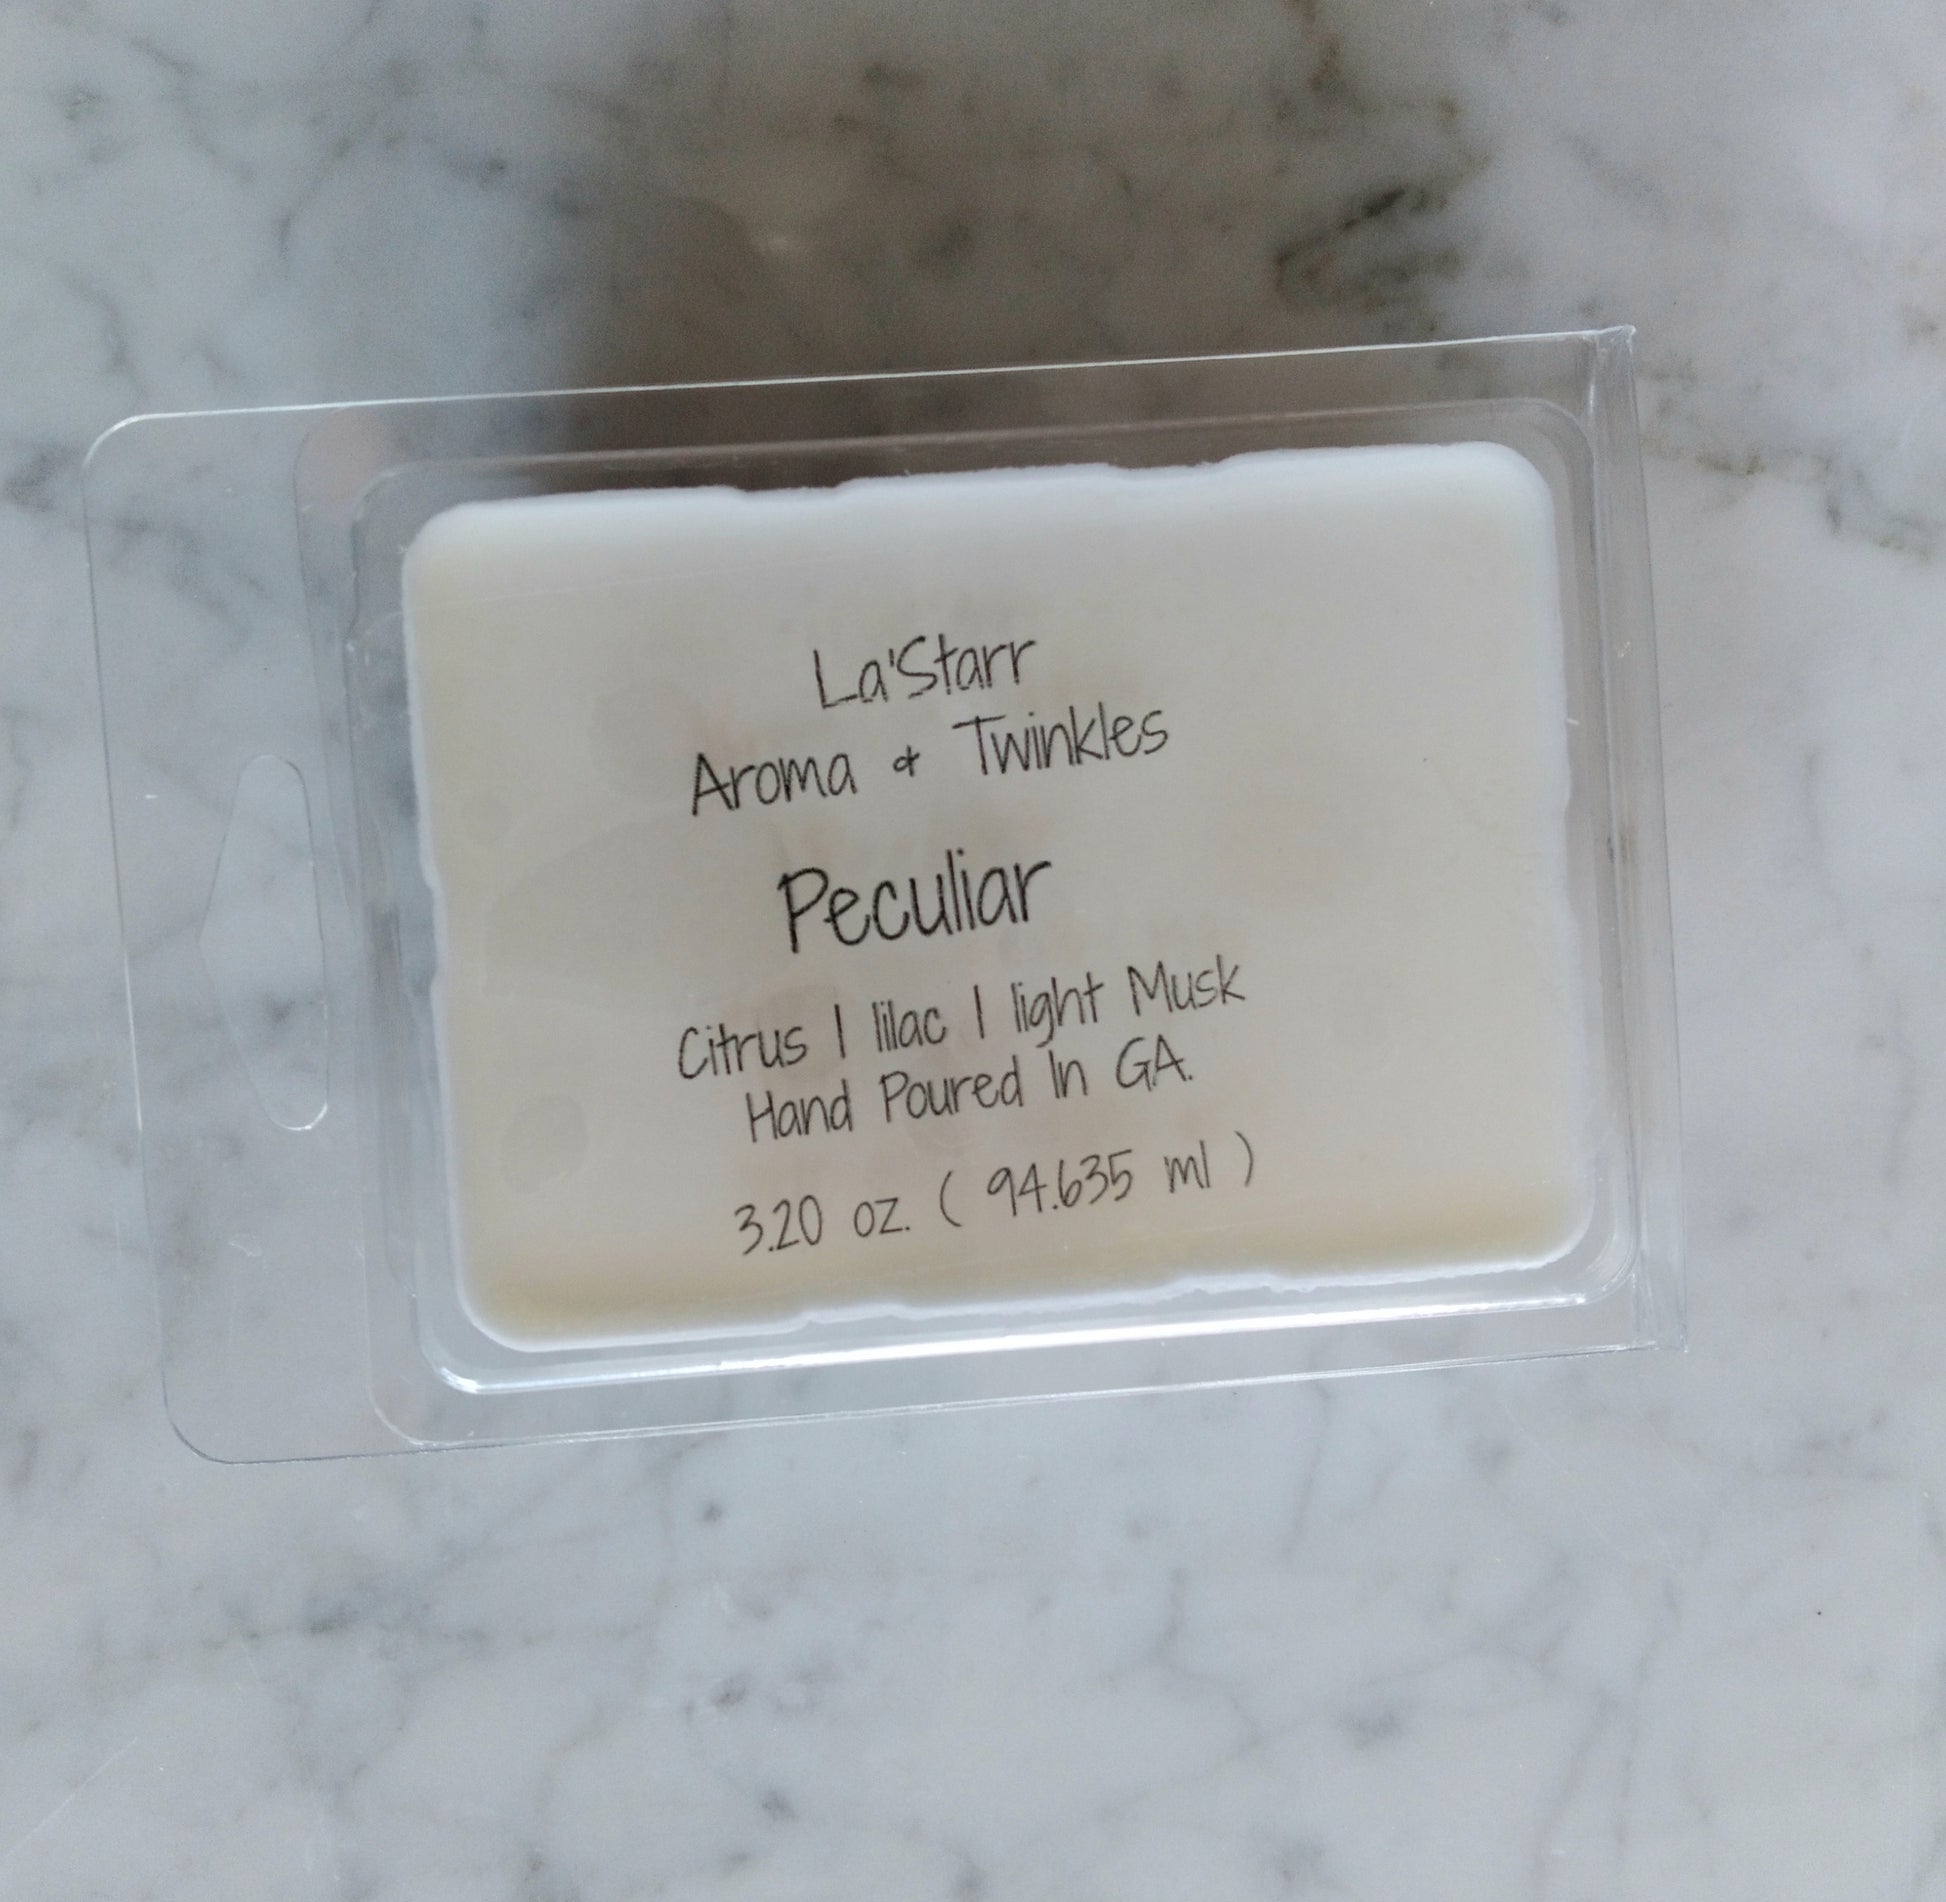 La'Starr
Aroma & Twinkles
Peculiar
Citrus | lilac | light Musk
Hand Poured In GA.
3.20 oz. ( 94.635 ml )